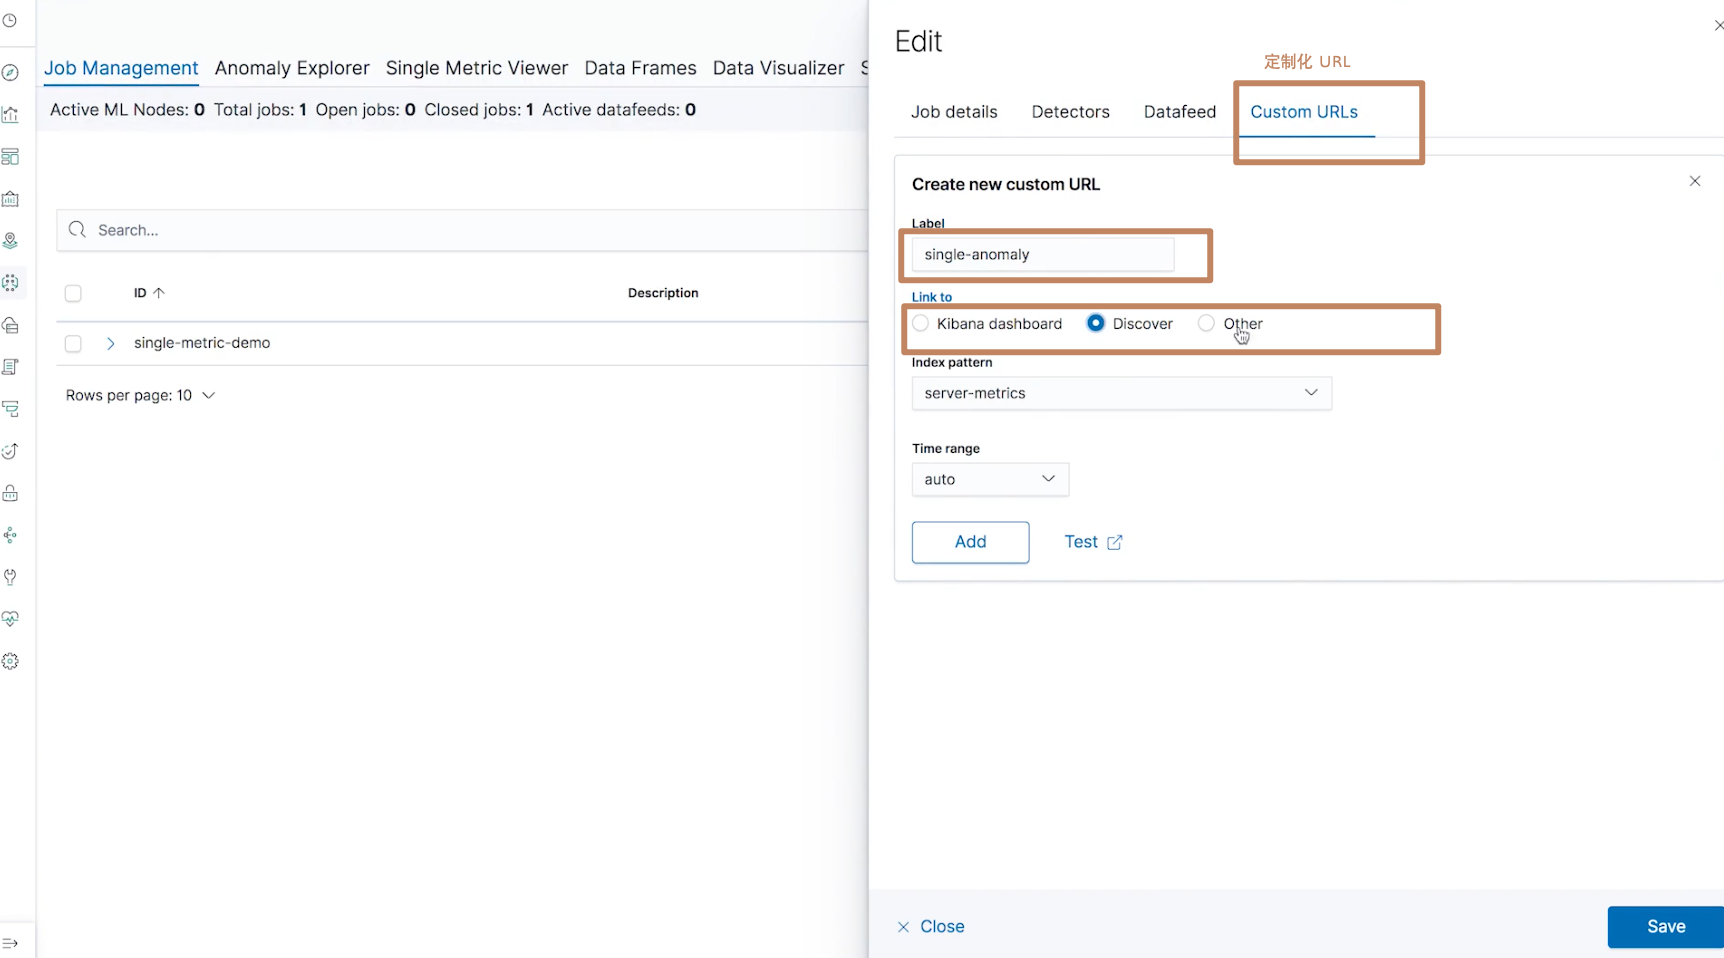 Job Management Anomaly Explorer Single Metric Viewer Data Frames Data Visualizer
Active ML Nodes: 0 Total jobs: 1 Open jobs: 0 Closed jobs: 1 Active datafeeds: 0
Search...
ID Description
single-metric-demo
Rows per page: 10
Edit
定制化 URL
Job details Detectors Datafeed Custom URLs
Create new custom URL
Label
single-anomaly
Link to
Kibana dashboard Discover Other
Index pattern
server-metrics
Time range
auto
Add Test
Close Save